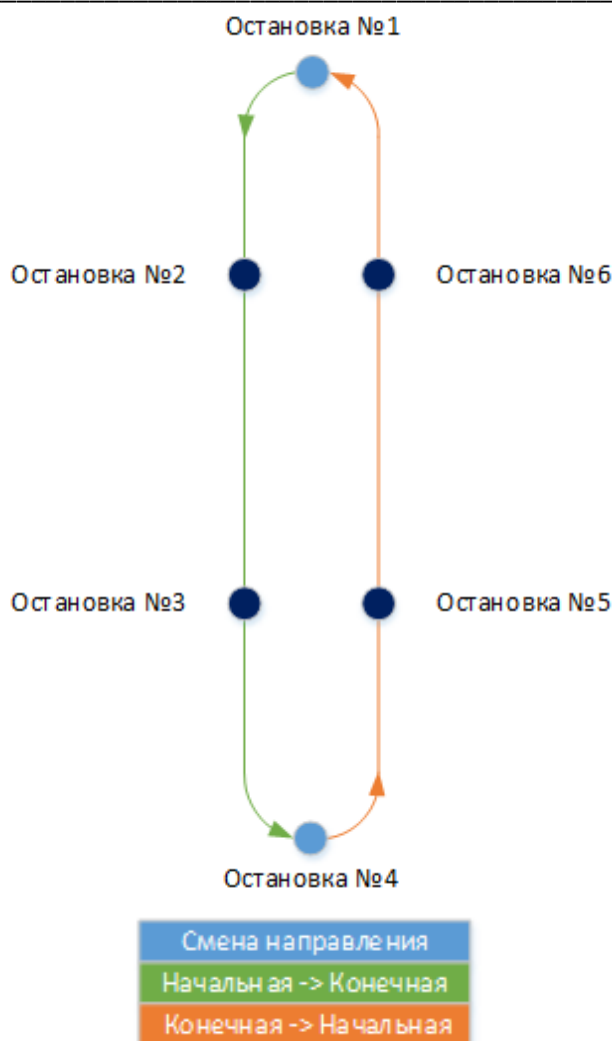 Остановка №1
Остановка №2
Остановка №6
Остановка №3
Остановка №5
Остановка №4
Смена направления
Начальная -> Конечная
Конечная -> Начальная